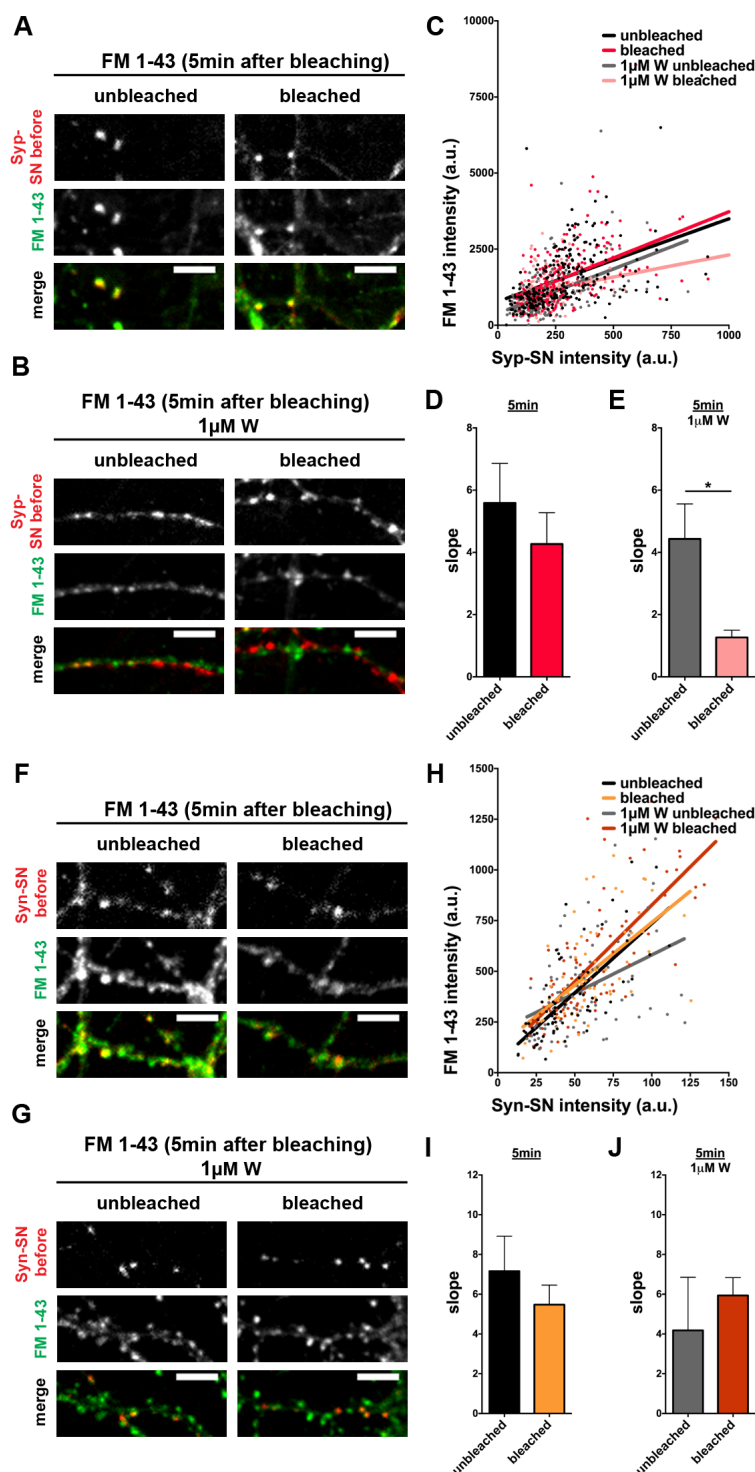 A
FM 1-43 (5min after bleaching)
unbleached
bleached
Syp-
SN before
FM 1-43
merge
B
FM 1-43 (5min after bleaching)
1µM W
unbleached
bleached
Syp-
SN before
FM 1-43
merge
C
unbleached
bleached
1µM W unbleached
1µM W bleached
10000
7500
5000
2500
0
FM 1-43 intensity (a.u.)
0
250
500
750
1000
Syp-SN intensity (a.u.)
D
5min
8
6
4
2
0
slope
unbleached
bleached
E
5min
1µM W
8
6
4
2
0
slope
*
unbleached
bleached
F
FM 1-43 (5min after bleaching)
unbleached
bleached
Syn-SN
before
FM 1-43
merge
G
FM 1-43 (5min after bleaching)
1µM W
unbleached
bleached
Syn-SN
before
FM 1-43
merge
H
unbleached
bleached
1µM W unbleached
1µM W bleached
1500
1250
1000
750
500
250
0
FM 1-43 intensity (a.u.)
0
25
50
75
100
125
150
Syn-SN intensity (a.u.)
I
5min
12
10
8
6
4
2
0
slope
unbleached
bleached
J
5min
1µM W
12
10
8
6
4
2
0
slope
unbleached
bleached